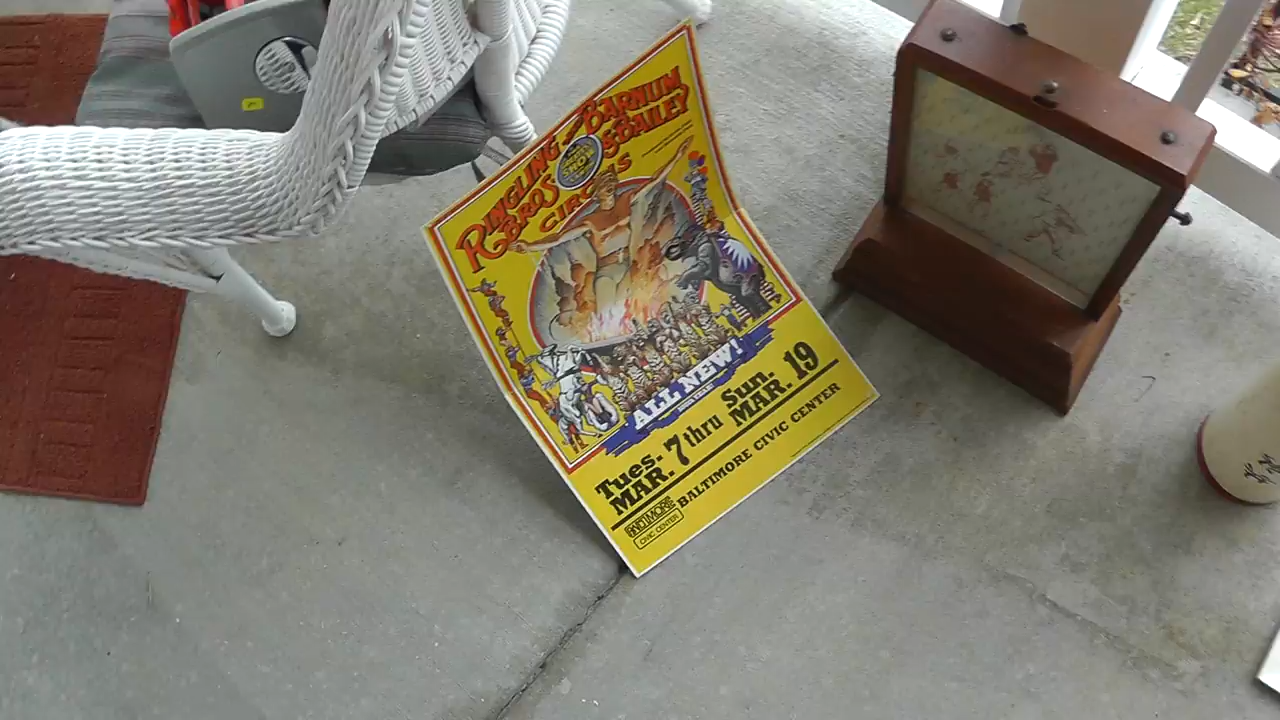 RINGLING BARNUM
BROS AND BAILEY
CIRCUS
ALL NEW!
Tues. 7 thru Sun. 19
MAR. MAR.
BALTIMORE BALTIMORE CIVIC CENTER
CIVIC CENTER